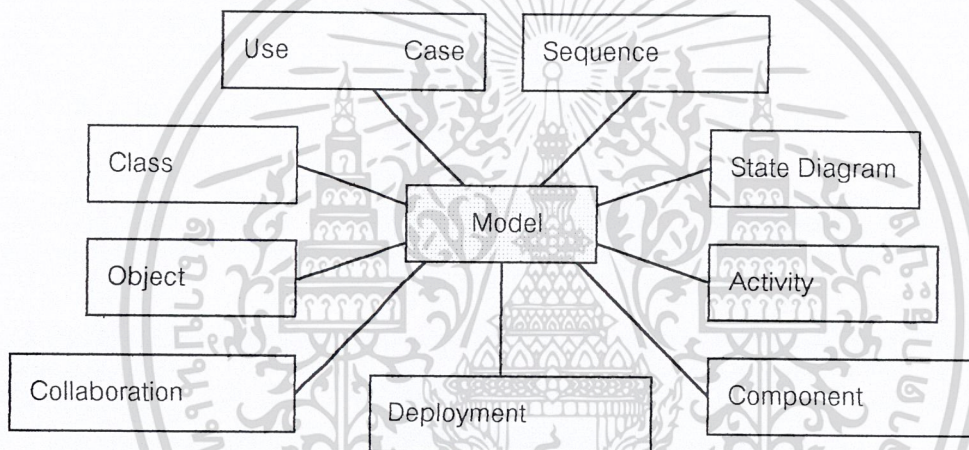 Use Case
Sequence
Class
State Diagram
Model
Object
Activity
Collaboration
Deployment
Component